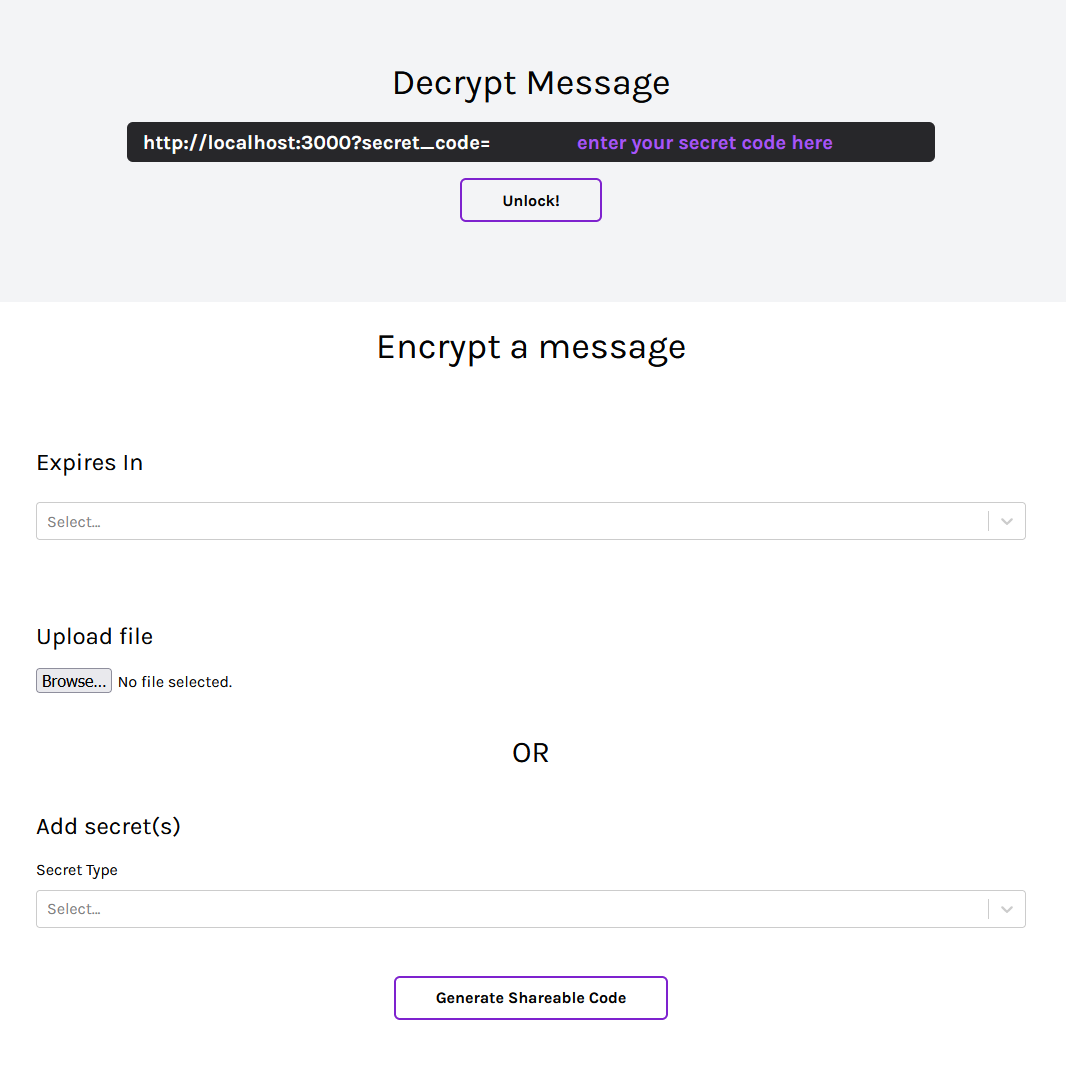 Decrypt Message
http://localhost:3000?secret_code= enter your secret code here
Unlock!
Encrypt a message
Expires In
Select...
Upload file
Browse... No file selected.
OR
Add secret(s)
Secret Type
Select...
Generate Shareable Code